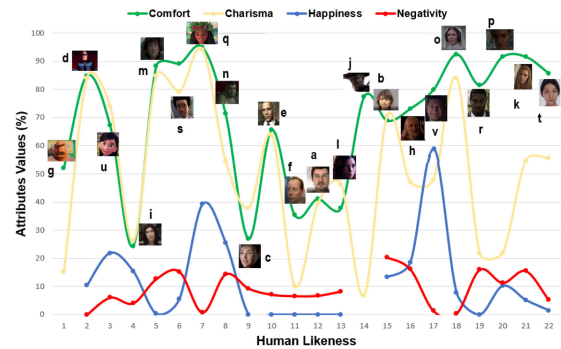 Comfort Charisma Happiness Negativity
100
90
80
70
60
50
40
30
20
10
0
Attributes Values (%)
d
m
q
n
j
b
o
p
g
u
i
s
e
f
a
l
c
h
v
r
k
t
1 2 3 4 5 6 7 8 9 10 11 12 13 14 15 16 17 18 19 20 21 22
Human Likeness